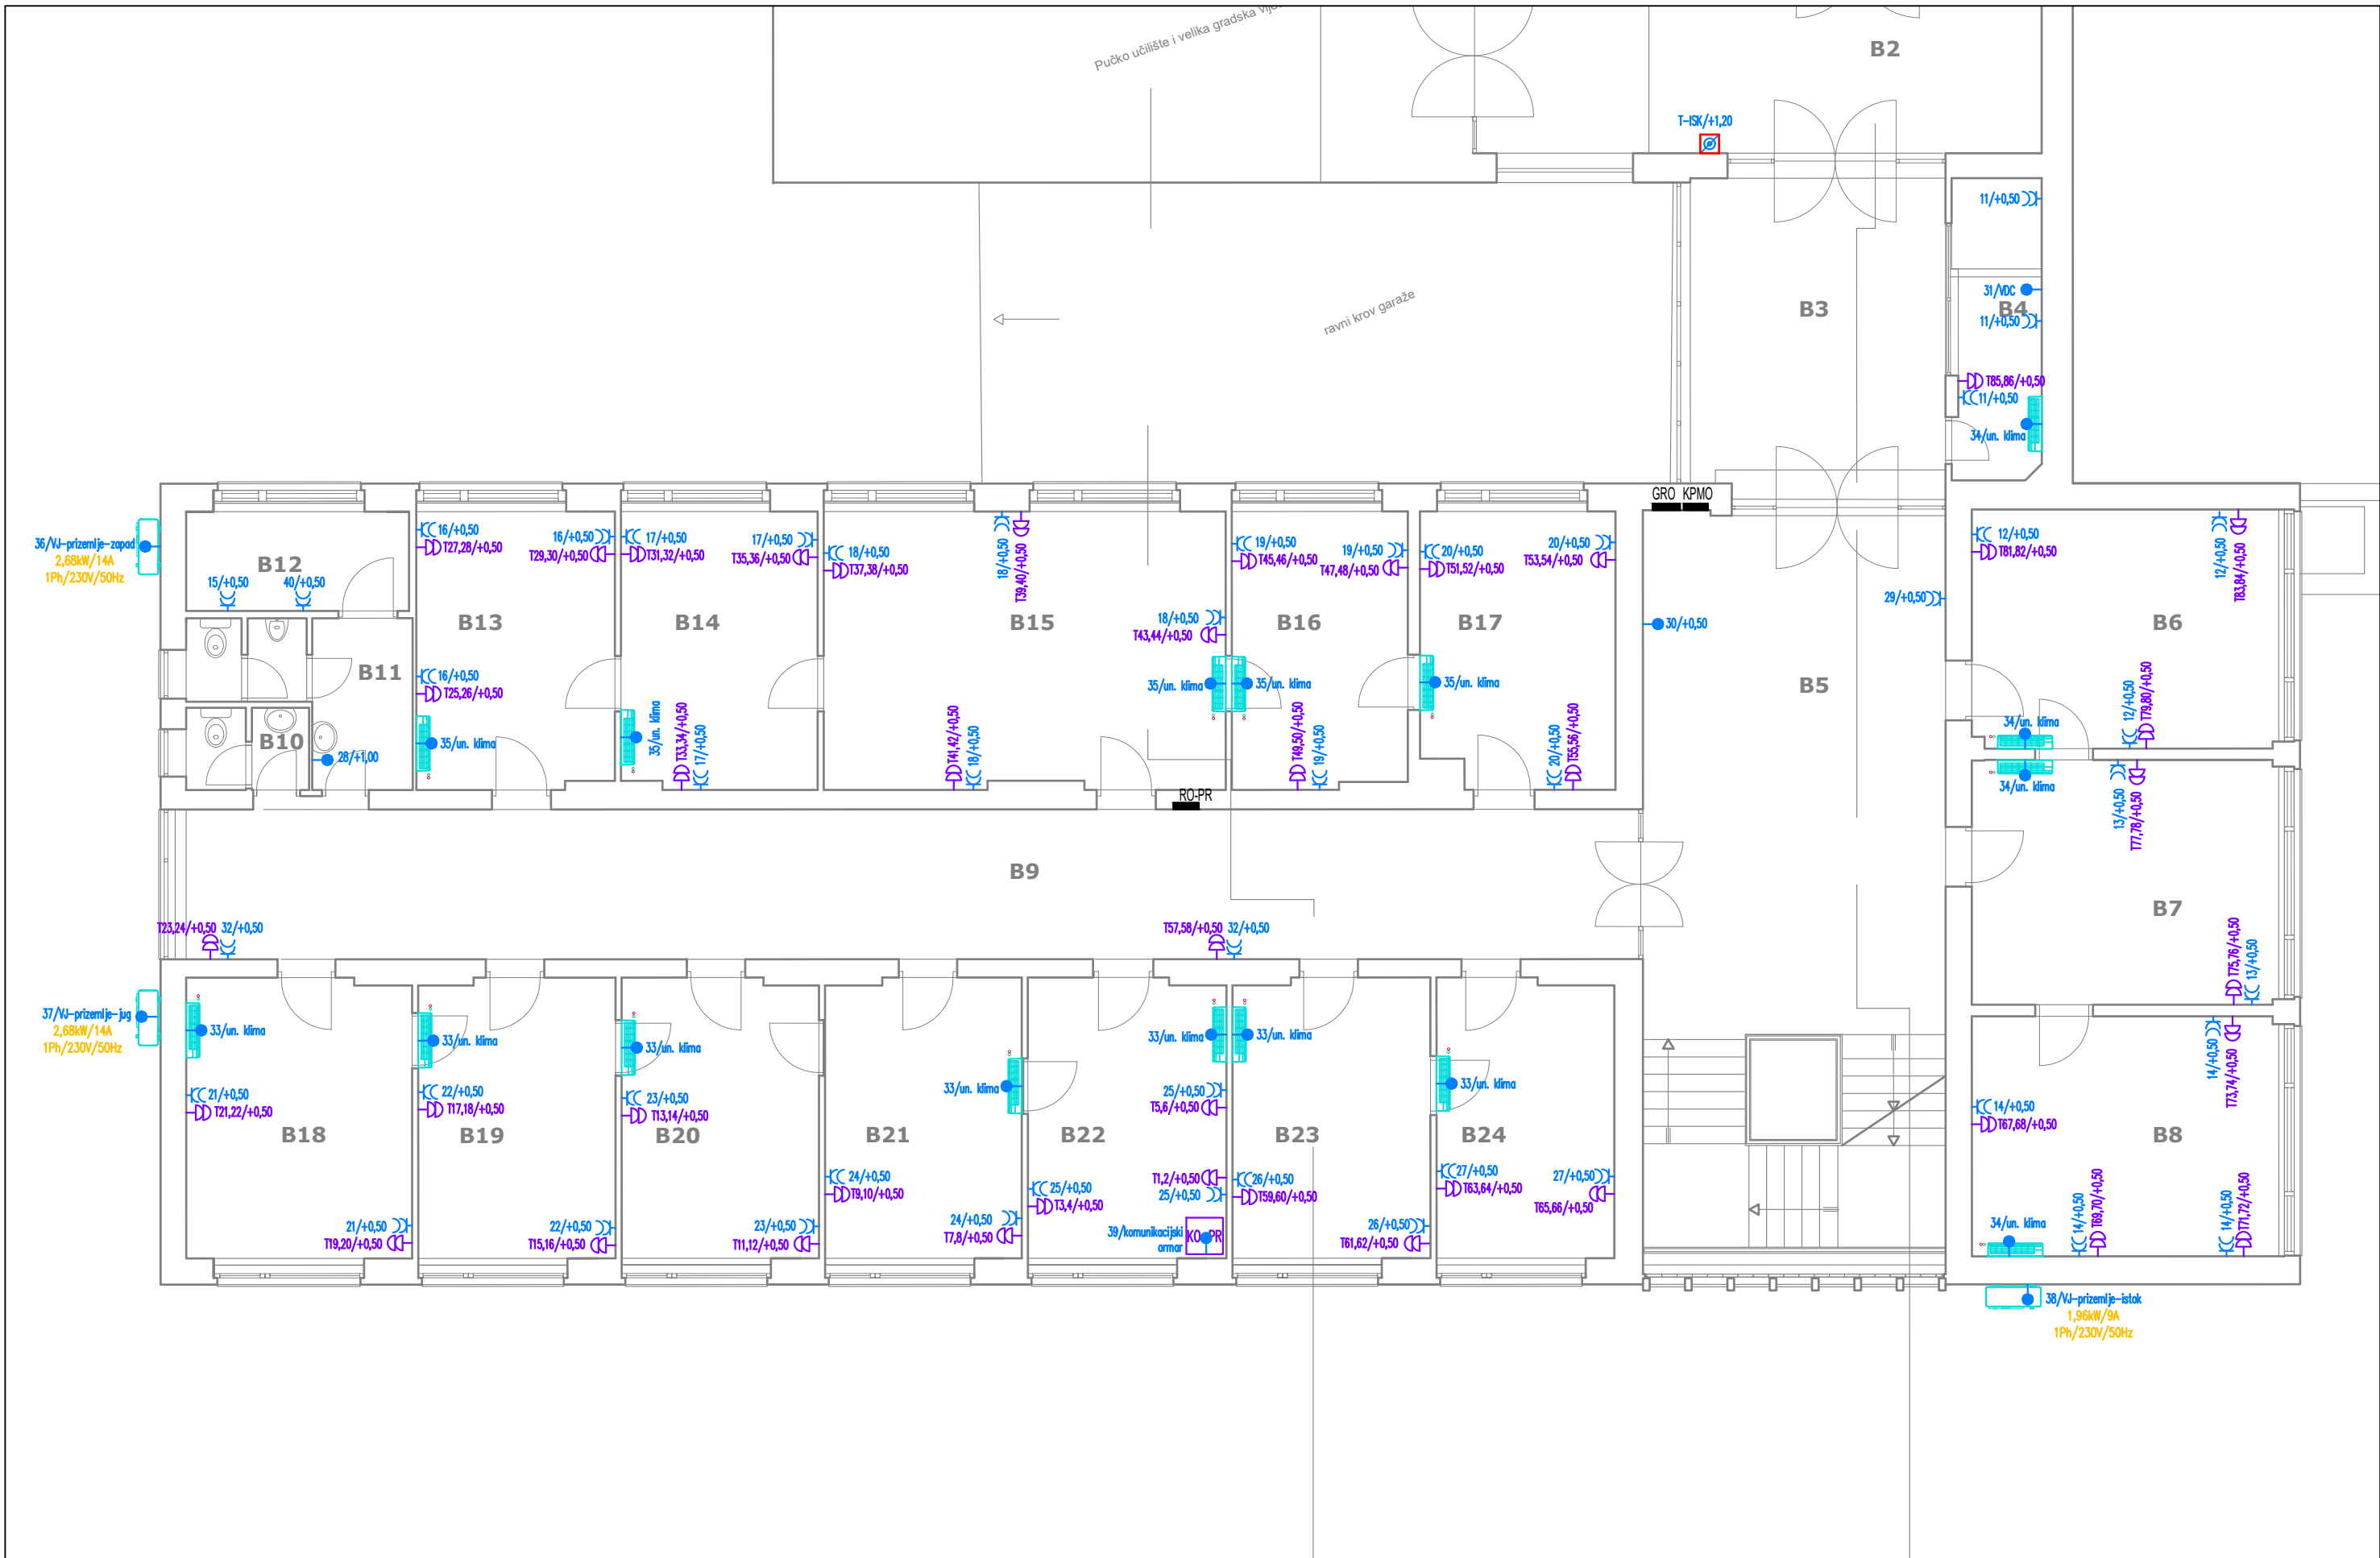 Pučko učilište i velika gradska
B2
T-ISK/+1,20
11/+0,50
31/VDC
B4
11/+0,50
B3
ravni krov garaže
T85,86/+0,50
11/+0,50
34/un. klima
GRO KPMO
36/VJ-prizemlje-zapad
2,68kW/14A
1Ph/230V/50Hz
B12
15/+0,50
40/+0,50
16/+0,50
T27,28/+0,50
16/+0,50
T29,30/+0,50
B13
16/+0,50
T25,26/+0,50
35/un. klima
17/+0,50
T31,32/+0,50
17/+0,50
T35,36/+0,50
B14
35/un. klima
T33,34/+0,50
17/+0,50
18/+0,50
T37,38/+0,50
18/+0,50
T39,40/+0,50
B15
18/+0,50
T43,44/+0,50
35/un. klima
T41,42/+0,50
18/+0,50
19/+0,50
T45,46/+0,50
19/+0,50
T47,48/+0,50
B16
35/un. klima
T49,50/+0,50
19/+0,50
20/+0,50
T51,52/+0,50
20/+0,50
T53,54/+0,50
B17
35/un. klima
20/+0,50
T55,56/+0,50
30/+0,50
29/+0,50
B5
12/+0,50
T81,82/+0,50
12/+0,50
T83,84/+0,50
B6
12/+0,50
T79,80/+0,50
34/un. klima
34/un. klima
13/+0,50
T77,78/+0,50
B7
T75,76/+0,50
13/+0,50
B11
B10
28/+1,00
RO-PR
B9
T23,24/+0,50
32/+0,50
T57,58/+0,50
32/+0,50
37/VJ-prizemlje-jug
2,68kW/14A
1Ph/230V/50Hz
33/un. klima
21/+0,50
T21,22/+0,50
B18
21/+0,50
T19,20/+0,50
33/un. klima
22/+0,50
T17,18/+0,50
B19
22/+0,50
T15,16/+0,50
33/un. klima
23/+0,50
T13,14/+0,50
B20
23/+0,50
T11,12/+0,50
33/un. klima
B21
24/+0,50
T9,10/+0,50
24/+0,50
T7,8/+0,50
33/un. klima
25/+0,50
T5,6/+0,50
B22
T1,2/+0,50
25/+0,50
25/+0,50
T3,4/+0,50
39/komunikacijski
ormar
KO-PR
33/un. klima
B23
26/+0,50
T59,60/+0,50
26/+0,50
T61,62/+0,50
33/un. klima
B24
27/+0,50
T63,64/+0,50
27/+0,50
T65,66/+0,50
14/+0,50
T73,74/+0,50
14/+0,50
T67,68/+0,50
B8
34/un. klima
14/+0,50
T69,70/+0,50
14/+0,50
T71,72/+0,50
38/VJ-prizemlje-istok
1,96kW/9A
1Ph/230V/50Hz